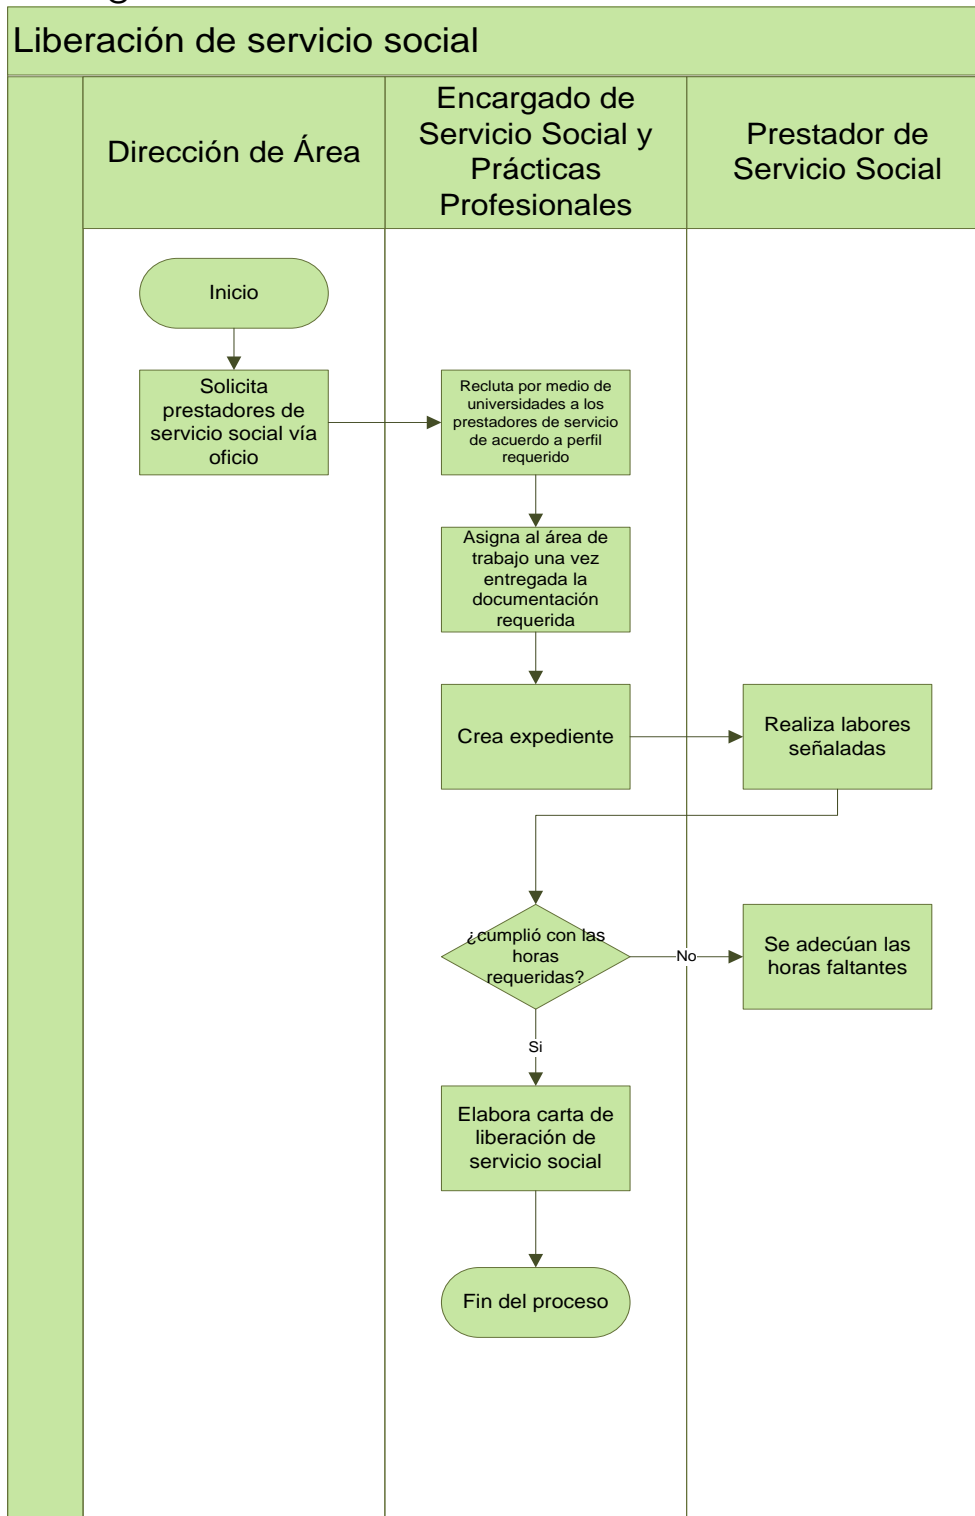 Liberación de servicio social
Dirección de Área
Encargado de
Servicio Social y
Prácticas
Profesionales
Prestador de
Servicio Social
Inicio
Solicita
prestadores de
servicio social vía
oficio
Recluta por medio de
universidades a los
prestadores de servicio
de acuerdo a perfil
requerido
Asigna al área de
trabajo una vez
entregada la
documentación
requerida
Crea expediente
Realiza labores
señaladas
¿cumplió con las
horas
requeridas?
No
Se adecúan las
horas faltantes
Si
Elabora carta de
liberación de
servicio social
Fin del proceso